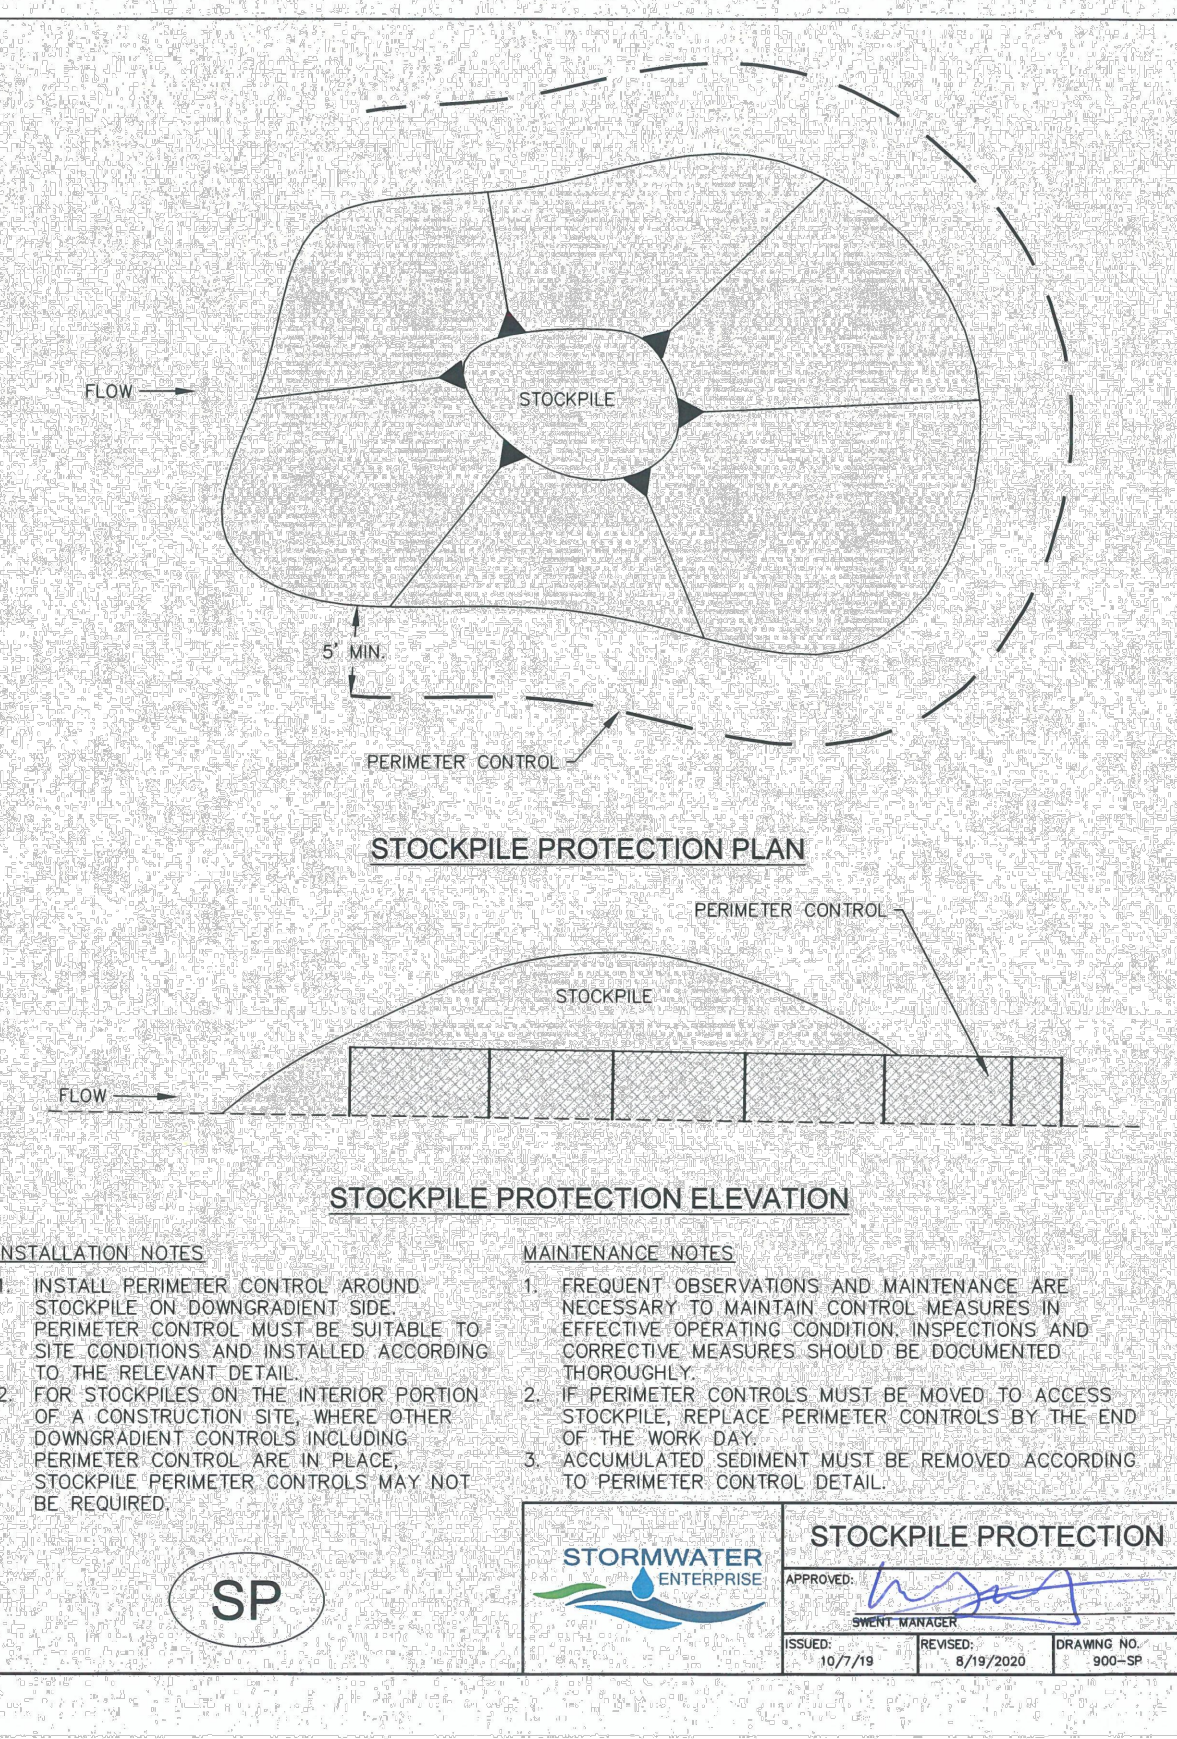 FLOW
STOCKPILE
5' MIN.
PERIMETER CONTROL
STOCKPILE PROTECTION PLAN
PERIMETER CONTROL
STOCKPILE
FLOW
STOCKPILE PROTECTION ELEVATION
NSTALLATION NOTES
1. INSTALL PERIMETER CONTROL AROUND
STOCKPILE ON DOWNGRADIENT SIDE.
PERIMETER CONTROL MUST BE SUITABLE TO
SITE CONDITIONS AND INSTALLED ACCORDING
TO THE RELEVANT DETAIL.
2. FOR STOCKPILES ON THE INTERIOR PORTION
OF A CONSTRUCTION SITE, WHERE OTHER
DOWNGRADIENT CONTROLS INCLUDING
PERIMETER CONTROL ARE IN PLACE,
STOCKPILE PERIMETER CONTROLS MAY NOT
BE REQUIRED.
MAINTENANCE NOTES
1. FREQUENT OBSERVATIONS AND MAINTENANCE ARE
NECESSARY TO MAINTAIN CONTROL MEASURES IN
EFFECTIVE OPERATING CONDITION. INSPECTIONS AND
CORRECTIVE MEASURES SHOULD BE DOCUMENTED
THOROUGHLY.
2. IF PERIMETER CONTROLS MUST BE MOVED TO ACCESS
STOCKPILE, REPLACE PERIMETER CONTROLS BY THE END
OF THE WORK DAY.
3. ACCUMULATED SEDIMENT MUST BE REMOVED ACCORDING
TO PERIMETER CONTROL DETAIL.
SP
STORMWATER
ENTERPRISE
STOCKPILE PROTECTION
APPROVED:
SWENT MANAGER
ISSUED:
10/7/19
REVISED:
8/19/2020
DRAWING NO.
900-SP